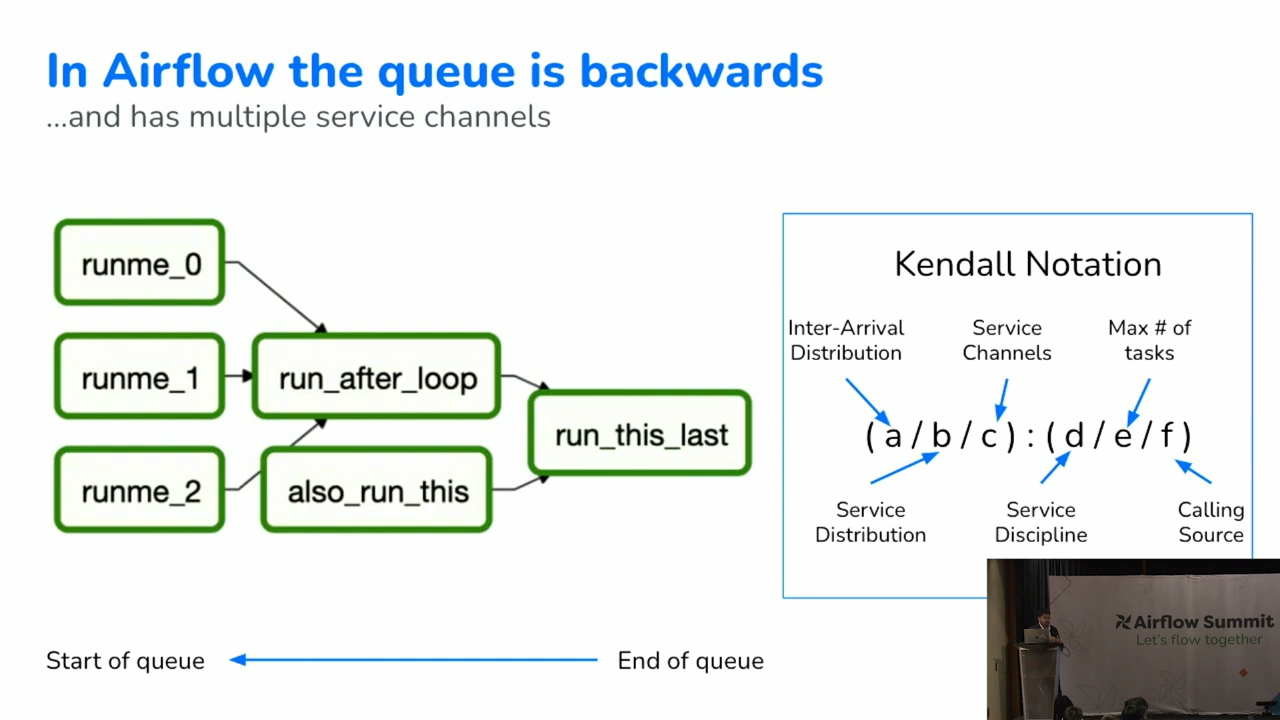 In Airflow the queue is backwards
...and has multiple service channels
runme_0
runme_1
runme_2
run_after_loop
also_run_this
run_this_last
Start of queue
End of queue
Kendall Notation
Inter-Arrival
Distribution
Service
Channels
Max # of
tasks
(a/b/c):(d/e/f)
Service
Distribution
Service
Discipline
Calling
Source
Airflow Summit
Let's flow together